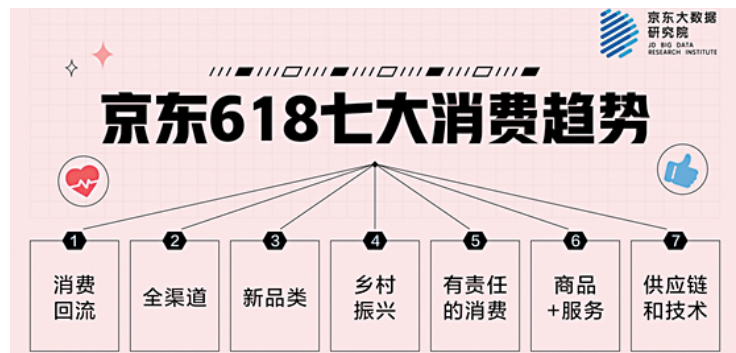 京东大数据
研究院
JD BIG DATA
RESEARCH INSTITUTE
京东618七大消费趋势
1
消费
回流
2
全渠道
3
新品类
4
乡村
振兴
5
有责任
的消费
6
商品
+服务
7
供应链
和技术